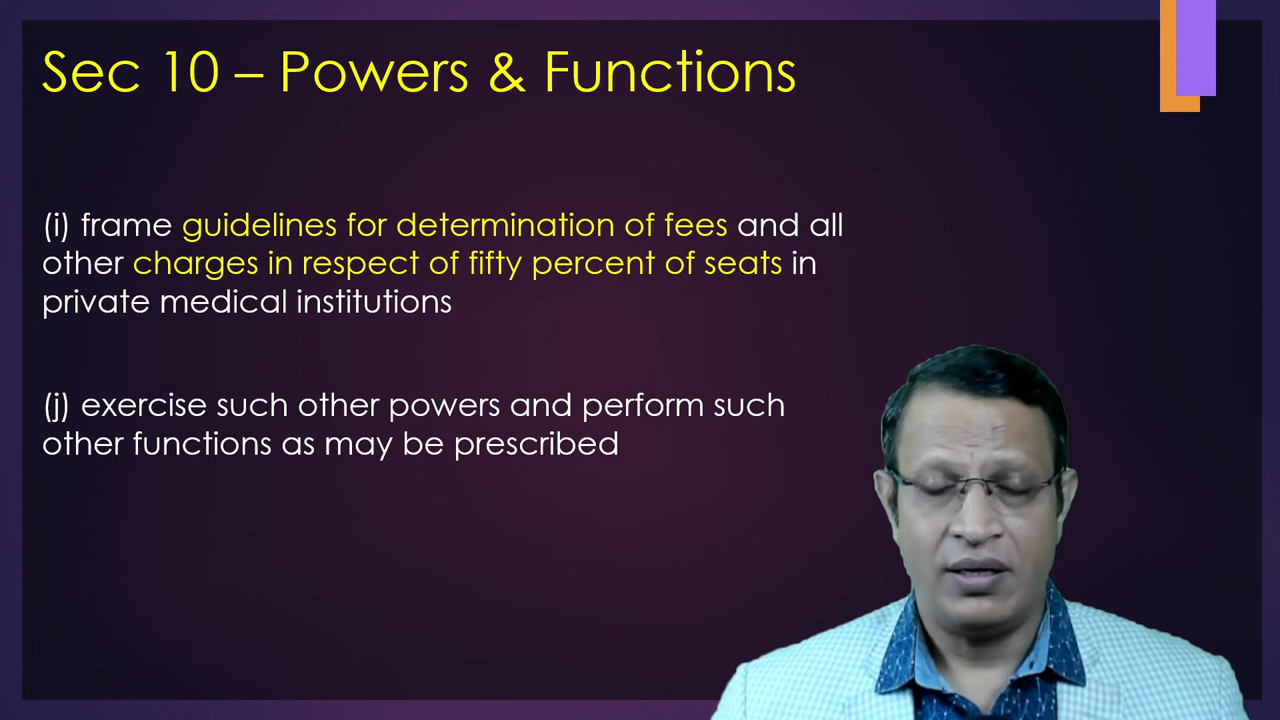 Sec 10 – Powers & Functions
(i) frame guidelines for determination of fees and all
other charges in respect of fifty percent of seats in
private medical institutions
(j) exercise such other powers and perform such
other functions as may be prescribed